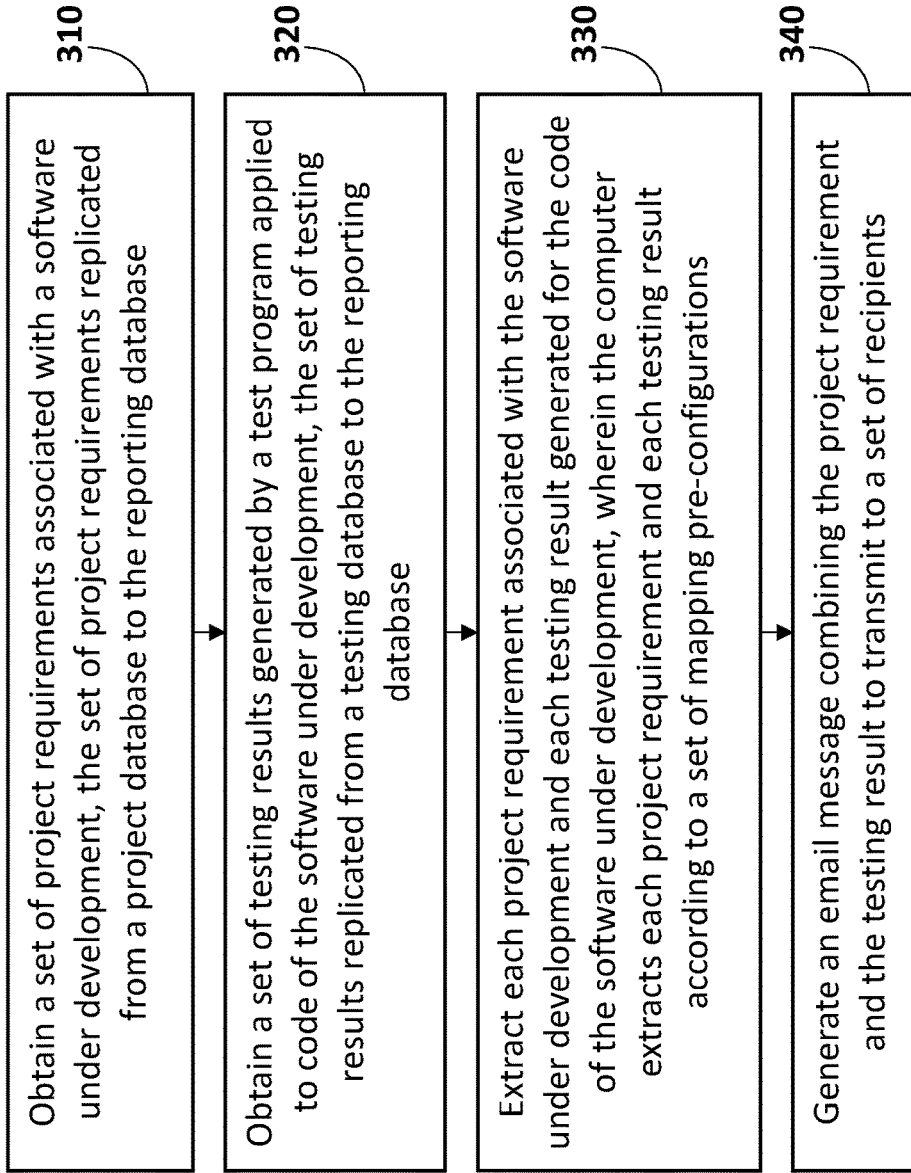 Obtain a set of project requirements associated with a software
under development, the set of project requirements replicated
from a project database to the reporting database
310
Obtain a set of testing results generated by a test program applied
to code of the software under development, the set of testing
results replicated from a testing database to the reporting
database
320
Extract each project requirement associated with the software
under development and each testing result generated for the code
of the software under development, wherein the computer
extracts each project requirement and each testing result
according to a set of mapping pre-configurations
330
Generate an email message combining the project requirement
and the testing result to transmit to a set of recipients
340